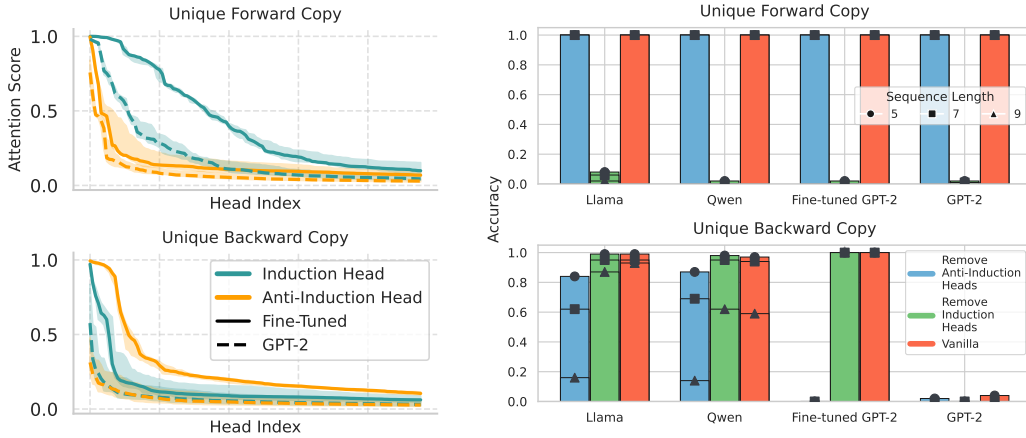 Unique Forward Copy
1.0
0.5
0.0
Attention Score
Head Index
Unique Backward Copy
1.0
0.5
0.0
Head Index
Induction Head
Anti-Induction Head
Fine-Tuned
GPT-2
Accuracy
Unique Forward Copy
1.0
0.8
0.6
0.4
0.2
0.0
Sequence Length
5 7 9
Llama Qwen Fine-tuned GPT-2 GPT-2
Unique Backward Copy
1.0
0.8
0.6
0.4
0.2
0.0
Remove
Anti-Induction
Heads
Remove
Induction
Heads
Vanilla
Llama Qwen Fine-tuned GPT-2 GPT-2